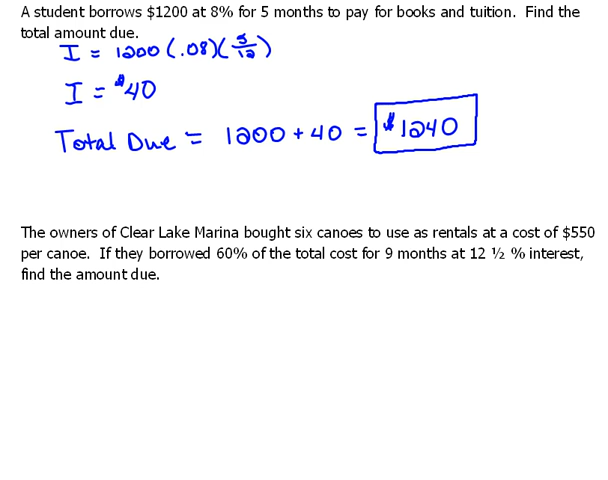 A student borrows $1200 at 8% for 5 months to pay for books and tuition. Find the
total amount due.
I = 1200 (.08)(5/12)
I = $40
Total Due = 1200 + 40 = $1240
The owners of Clear Lake Marina bought six canoes to use as rentals at a cost of $550
per canoe. If they borrowed 60% of the total cost for 9 months at 12 ½ % interest,
find the amount due.